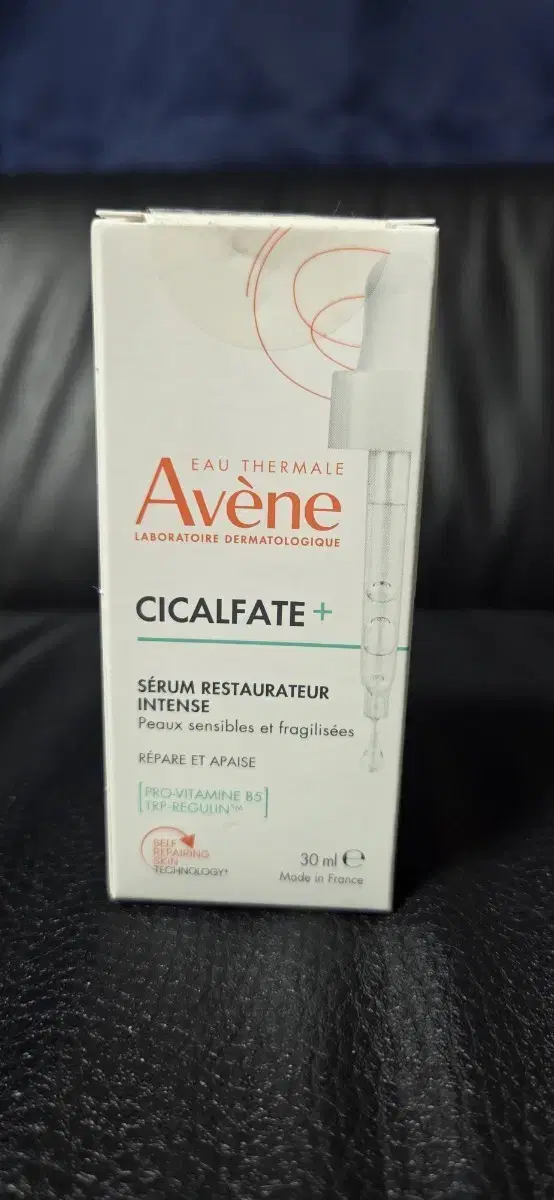 EAU THERMALE
Avène
LABORATOIRE DERMATOLOGIQUE
CICALFATE +
SÉRUM RESTAURATEUR
INTENSE
Peaux sensibles et fragilisées
RÉPARE ET APAISE
[PRO-VITAMINE B5
TRP-REGULIN™]
SELF
REPAIRING
SKIN
TECHNOLOGY*
30 ml ℮
Made in France